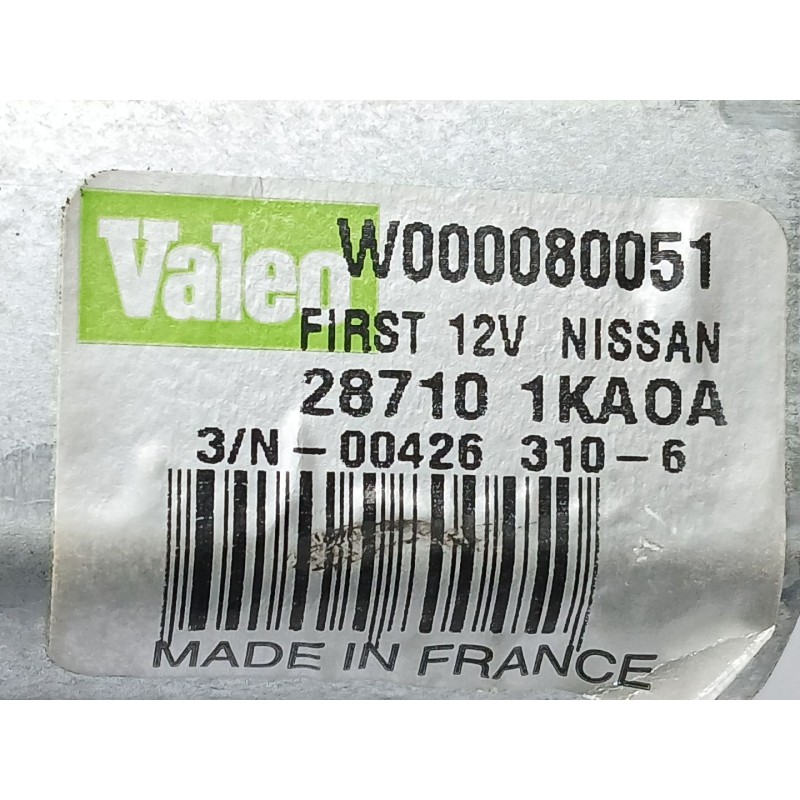 Valeo W000080051
FIRST 12V NISSAN
28710 1KA0A
3/N-00426 310-6
MADE IN FRANCE